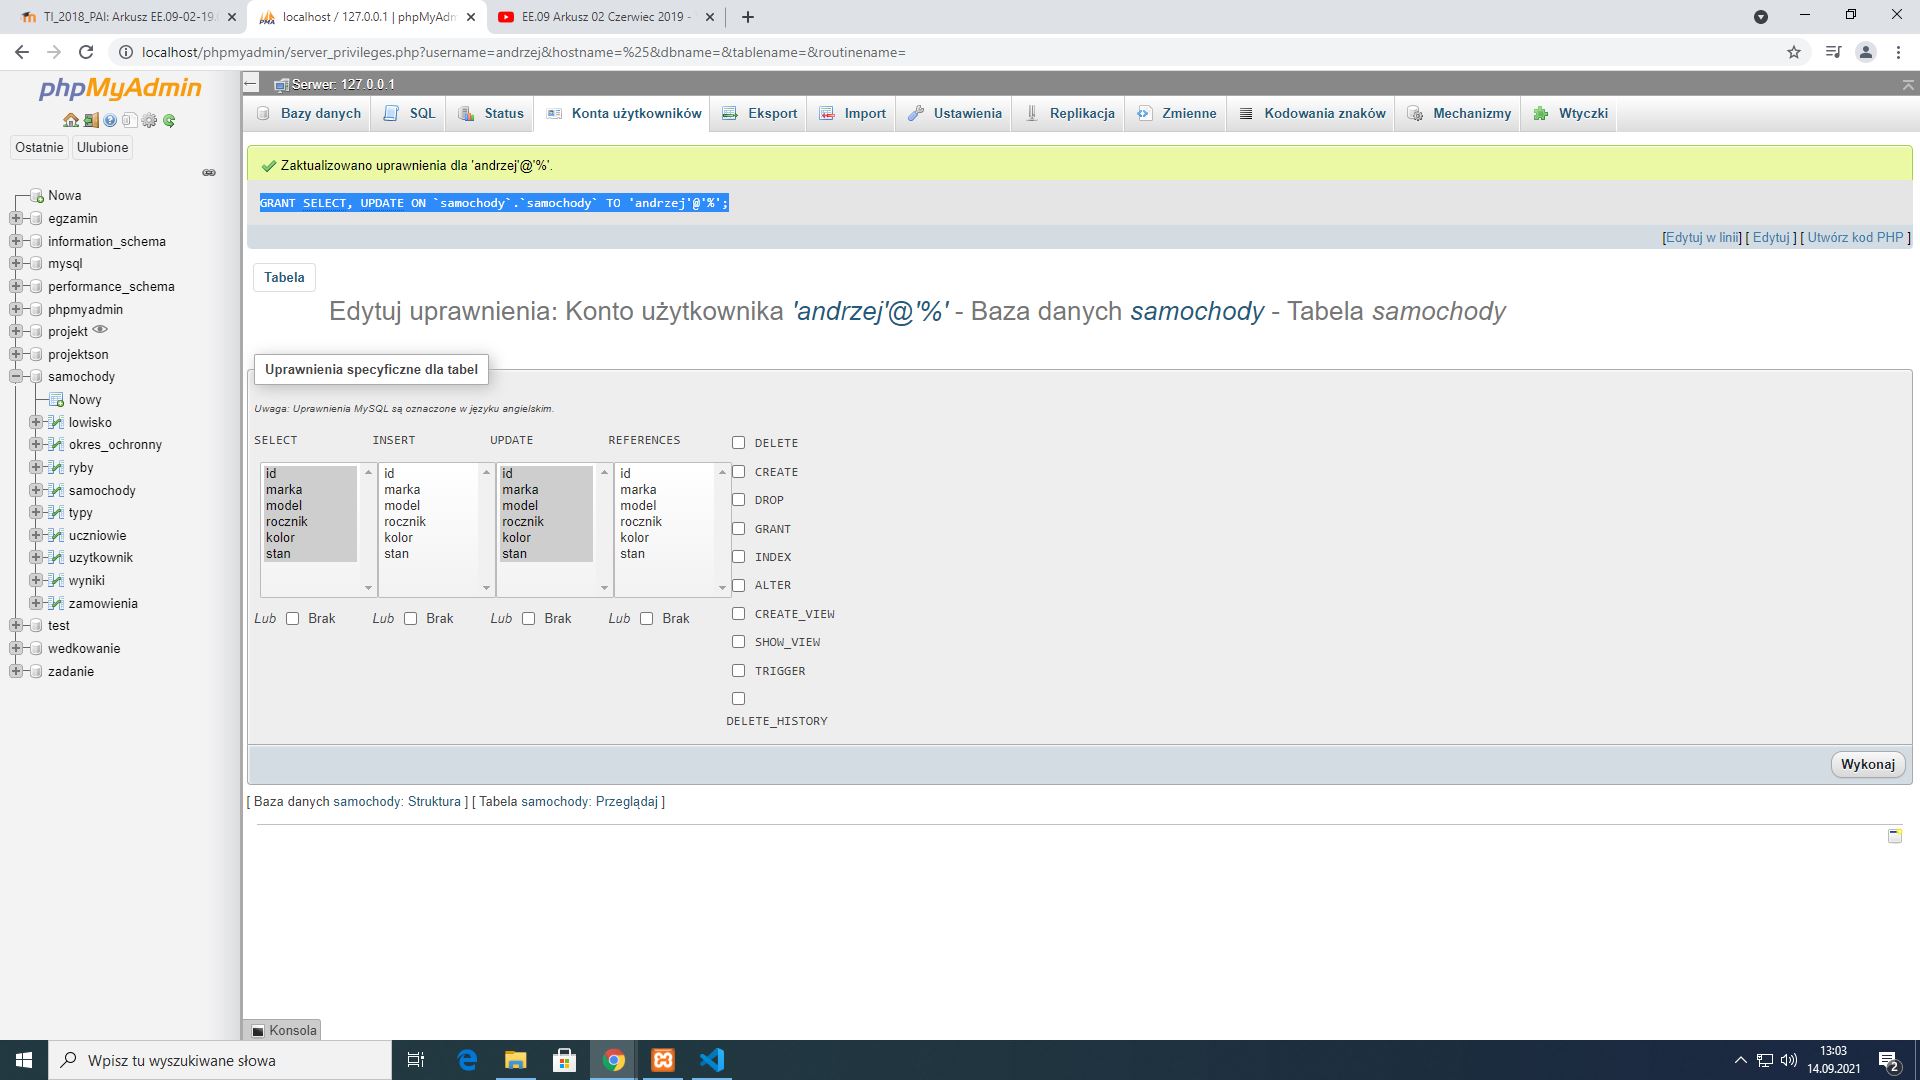 TI_2018_PAI: Arkusz EE.09-02-19.0
localhost / 127.0.0.1 | phpMyAdm
EE.09 Arkusz 02 Czerwiec 2019 -
localhost/phpmyadmin/server_privileges.php?username=andrzej&hostname=%25&dbname=&tablename=&routinename=
phpMyAdmin
Ostatnie Ulubione
Nowa
egzamin
information_schema
mysql
performance_schema
phpmyadmin
projekt
projektson
samochody
Nowy
lowisko
okres_ochronny
ryby
samochody
typy
uczniowie
uzytkownik
wyniki
zamowienia
test
wedkowanie
zadanie
Serwer: 127.0.0.1
Bazy danych SQL Status Konta użytkowników Eksport Import Ustawienia Replikacja Zmienne Kodowania znaków Mechanizmy Wtyczki
Zaktualizowano uprawnienia dla 'andrzej'@'%'.
GRANT SELECT, UPDATE ON `samochody`.`samochody` TO 'andrzej'@'%';
[Edytuj w linii] [ Edytuj ] [ Utwórz kod PHP ]
Tabela
Edytuj uprawnienia: Konto użytkownika 'andrzej'@'%' - Baza danych samochody - Tabela samochody
Uprawnienia specyficzne dla tabel
Uwaga: Uprawnienia MySQL są oznaczone w języku angielskim.
SELECT INSERT UPDATE REFERENCES
id id id id
marka marka marka marka
model model model model
rocznik rocznik rocznik rocznik
kolor kolor kolor kolor
stan stan stan stan
Lub Brak Lub Brak Lub Brak Lub Brak
DELETE
CREATE
DROP
GRANT
INDEX
ALTER
CREATE_VIEW
SHOW_VIEW
TRIGGER
DELETE_HISTORY
Wykonaj
[ Baza danych samochody: Struktura ] [ Tabela samochody: Przeglądaj ]
Konsola
Wpisz tu wyszukiwane słowa
13:03
14.09.2021
2